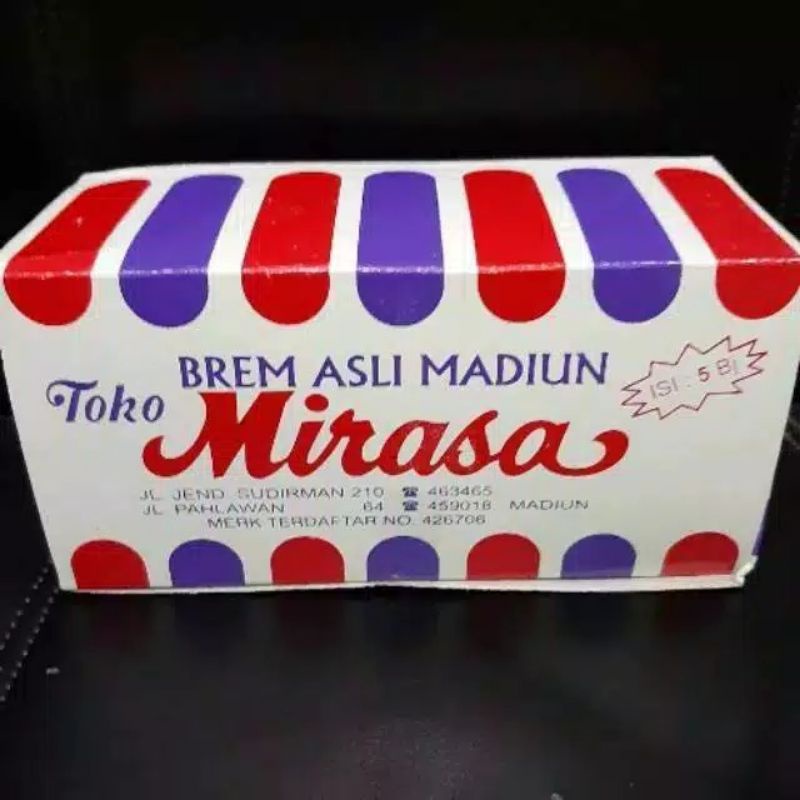 BREM ASLI MADIUN
Toko Mirasa
ISI : 5 Bj
JL. JEND. SUDIRMAN 210 ☎ 463465
JL. PAHLAWAN 64 ☎ 459018 MADIUN
MERK TERDAFTAR NO. 426706